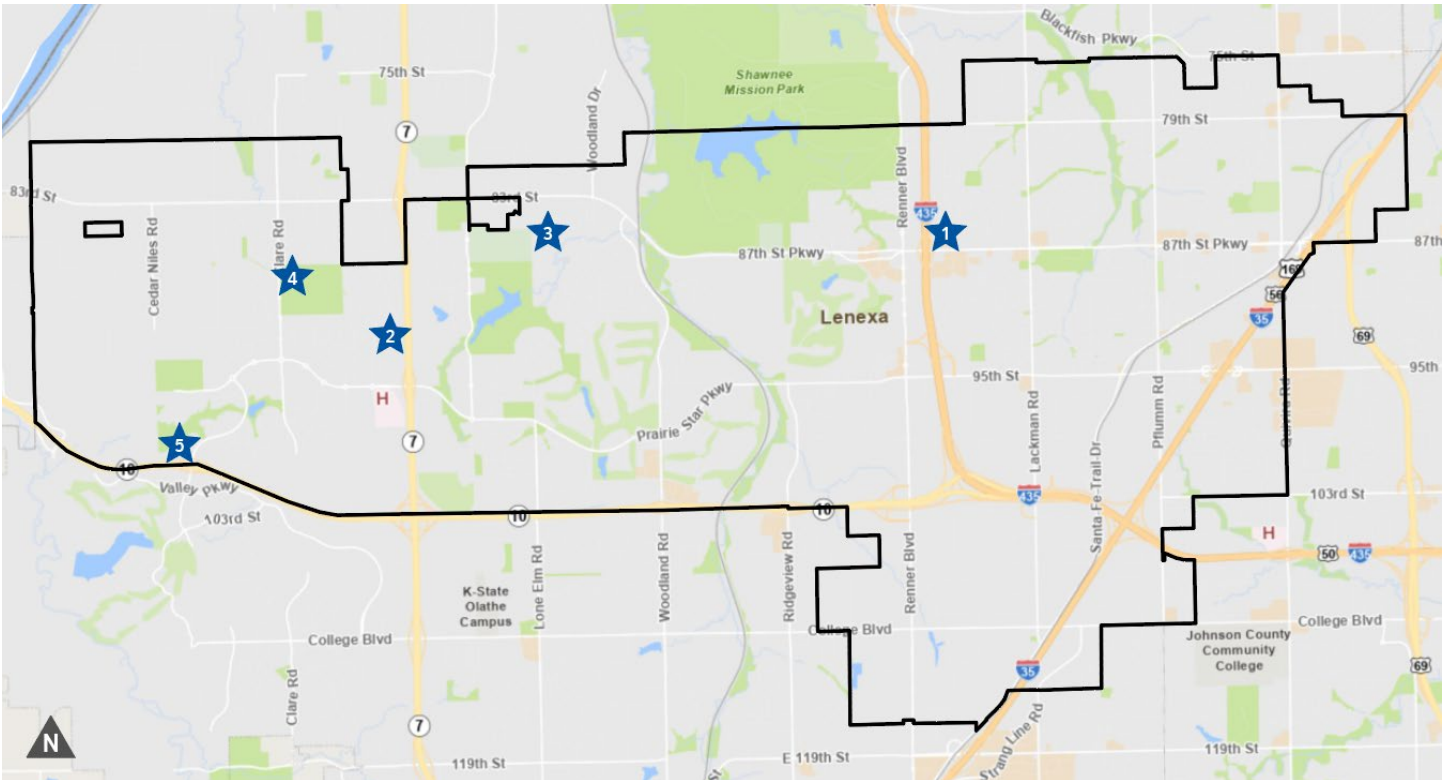 Blackfish Pkwy
75th St
75th St
Shawnee
Mission Park
Woodland Dr
7
79th St
83rd St
83rd St
Renner Blvd
435
Cedar Niles Rd
Clare Rd
3
1
87th St Pkwy
87th St Pkwy
87th
4
169
56
Lenexa
35
2
69
95th St
95th
H
Prairie Star Pkwy
Lackman Rd
Pflumm Rd
Quivira Rd
7
5
10
Valley Pkwy
103rd St
10
10
435
Santa-Fe-Trail-Dr
103rd St
H
50
435
K-State
Olathe
Campus
Lone Elm Rd
Woodland Rd
Ridgeview Rd
Renner Blvd
College Blvd
College Blvd
College Blvd
Johnson County
Community
College
35
69
Clare Rd
7
N
Strang Line Rd
119th St
St
E 119th St
119th St